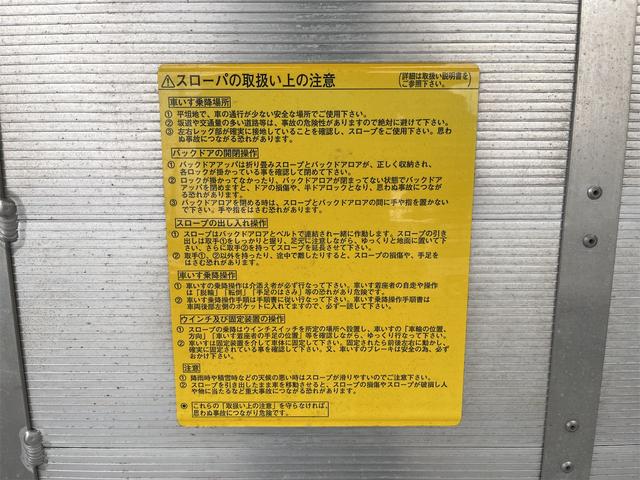 ⚠スローパの取扱い上の注意
(詳細は取扱い説明書を
ご参照下さい。)
車いす乗降場所
① 平坦地で、車の通行が少ない安全な場所でご使用下さい。
② 坂道や交通量の多い道路等は、事故の危険性がありますので絶対に避けて下さい。
③ 左右レッグ部が確実に接地していることを確認し、スロープをご使用下さい。思わ
ぬ事故につながる恐れがあります。
バックドアの開閉操作
① バックドアアッパは折り畳みスロープとバックドアロアが、正しく収納され、
各ロックが掛かっている事を確認して閉めて下さい。
② ロックが掛かってなかったり、バックドアロアが閉まってない状態でバックドア
アッパを閉めますと、ドアの損傷や、半ドアロックとなり、思わぬ事故につなが
る恐れがあります。
③ バックドアロアを閉める時は、スロープとバックドアロアの間に手や指を置かない
で下さい。手や指をはさむ恐れがあります。
スロープの出し入れ操作
① スロープはバックドアロアとベルトで連結され一緒に作動します。スロープの引き
出しは取手①をしっかりと握り、足元に注意しながら、ゆっくりと地面に置いて下
さい、さらに取手②を持ってスロープを延長させて下さい。
② 取手①、②以外を持ったり、途中で離したりすると、スロープの損傷や、手足を
はさむ恐れがあります。
車いす乗降操作
① 車いすの乗降操作は介添え者が必ず行なって下さい。車いす着座者の自走や操作
は「脱輪」「転倒」「手足のはさみ」等の恐れがあり危険です。
② 車いす乗降操作手順は手順書に従い行なって下さい。車いす乗降操作手順書は
車両後部左側のポケットに入れてますので、必ず一読して下さい。
ウインチ及び固定装置の操作
① スロープの乗降はウインチスイッチを所定の場所へ設置し、車いすの「車輪の位置、
方向」「車いす着座者の手足の位置」等を確認しながら、ゆっくり行なって下さい。
② 車いすは固定装置を介して車体に固定して下さい。固定されたら前後左右に動かし、
確実に固定されている事を確認して下さい。又、車いすのブレーキは安全の為、必ず
おかけ下さい。
注意
① 降雨時や積雪時などの天候の悪い時はスロープが滑りやすいのでご注意下さい。
② スロープを引き出したまま車を移動させると、スロープの損傷やスロープが破損し人
や物に当たるなど重大事故につながる恐れがあります。
◉ これらの「取扱い上の注意」を守らなければ、
思わぬ事故につながり危険です。